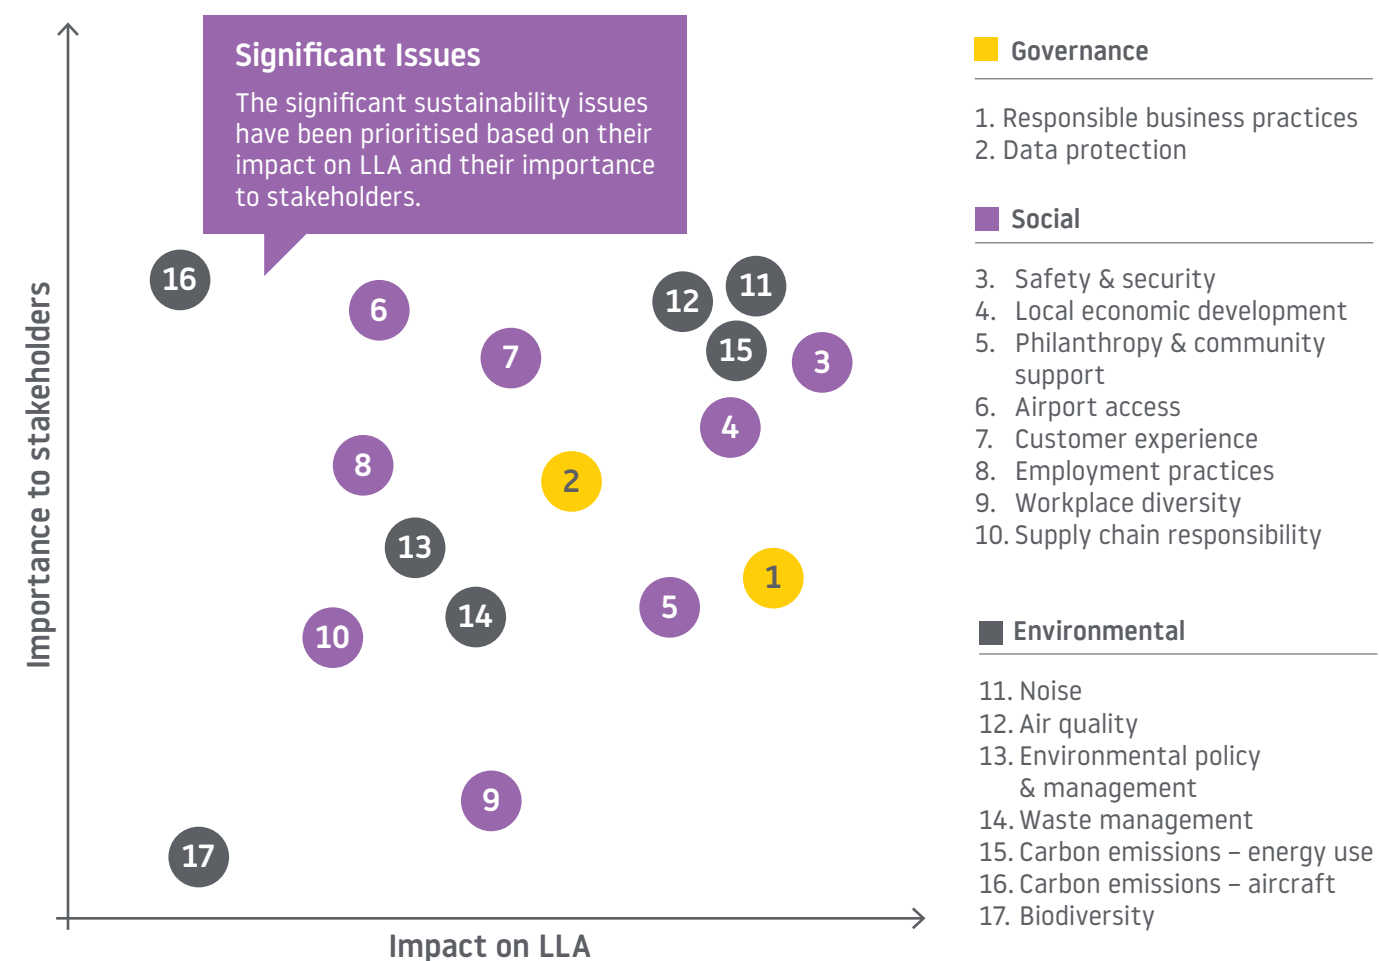 Significant Issues
The significant sustainability issues
have been prioritised based on their
impact on LLA and their importance
to stakeholders.
Importance to stakeholders
16
6
7
12
11
15
3
4
8
2
13
1
14
5
10
9
17
Impact on LLA
Governance
1. Responsible business practices
2. Data protection
Social
3. Safety & security
4. Local economic development
5. Philanthropy & community
support
6. Airport access
7. Customer experience
8. Employment practices
9. Workplace diversity
10. Supply chain responsibility
Environmental
11. Noise
12. Air quality
13. Environmental policy
& management
14. Waste management
15. Carbon emissions – energy use
16. Carbon emissions – aircraft
17. Biodiversity